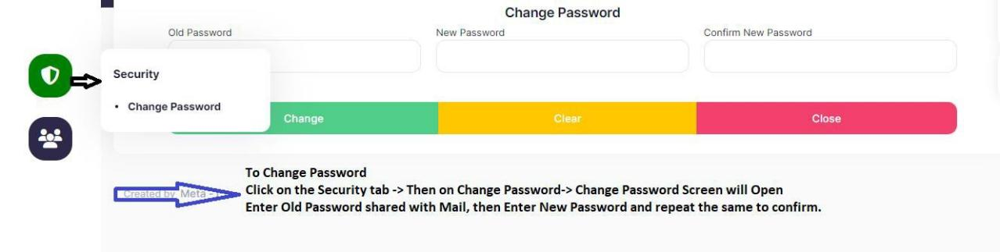 Change Password
Old Password
New Password
Confirm New Password
Security
• Change Password
Change
Clear
Close
To Change Password
Created by Meta -
Click on the Security tab -> Then on Change Password-> Change Password Screen will Open
Enter Old Password shared with Mail, then Enter New Password and repeat the same to confirm.